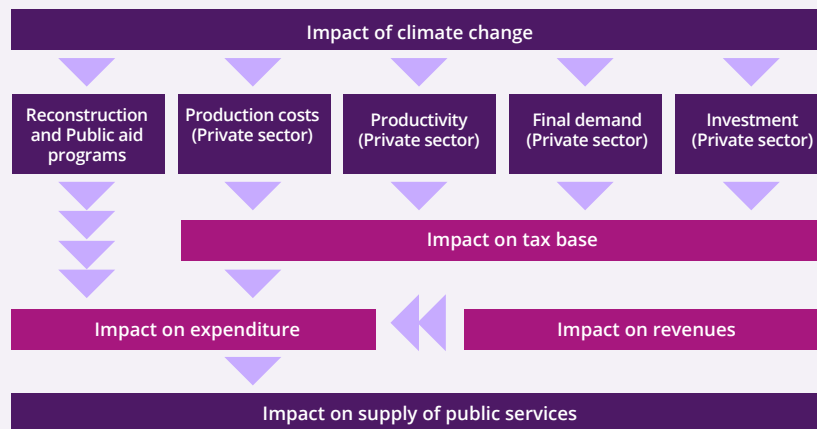 Impact of climate change
Reconstruction
and Public aid
programs
Production costs
(Private sector)
Productivity
(Private sector)
Final demand
(Private sector)
Investment
(Private sector)
Impact on tax base
Impact on expenditure
Impact on revenues
Impact on supply of public services